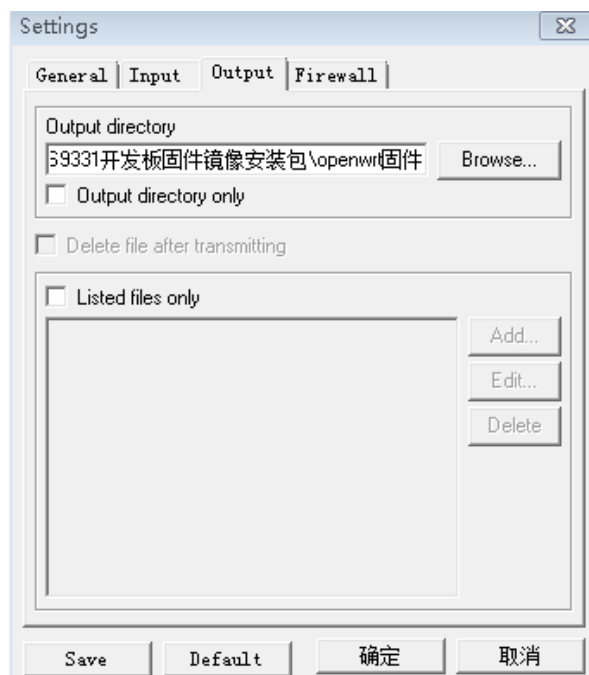 Settings
General Input Output Firewall
Output directory
69331开发板固件镜像安装包\openwrt固件 Browse...
Output directory only
Delete file after transmitting
Listed files only
Add...
Edit...
Delete
Save Default 确定 取消